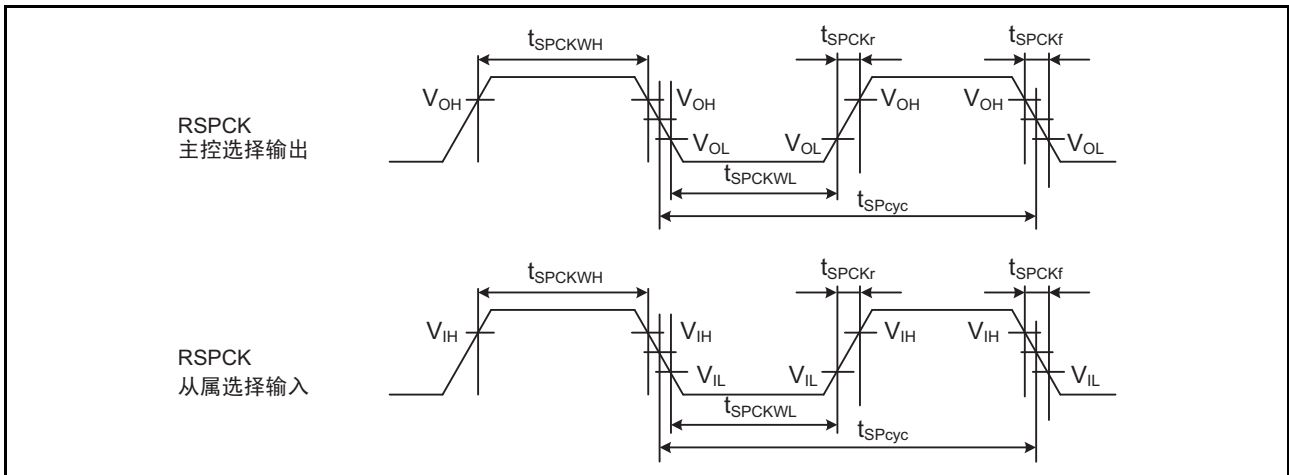 tSPCKWH
tSPCKr
tSPCKf
VOH
VOH
VOH
VOH
RSPCK
主控选择输出
VOL
VOL
VOL
tSPCKWL
tSPcyc
tSPCKWH
tSPCKr
tSPCKf
VIH
VIH
VIH
VIH
RSPCK
从属选择输入
VIL
VIL
VIL
tSPCKWL
tSPcyc